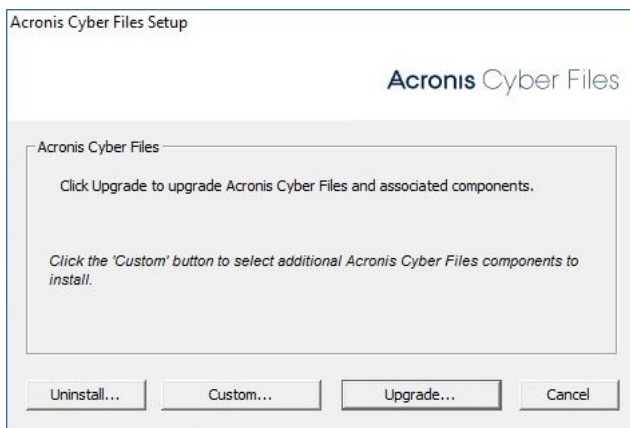 Acronis Cyber Files Setup
Acronis Cyber Files
Acronis Cyber Files
Click Upgrade to upgrade Acronis Cyber Files and associated components.
Click the 'Custom' button to select additional Acronis Cyber Files components to
install.
Uninstall... Custom... Upgrade... Cancel